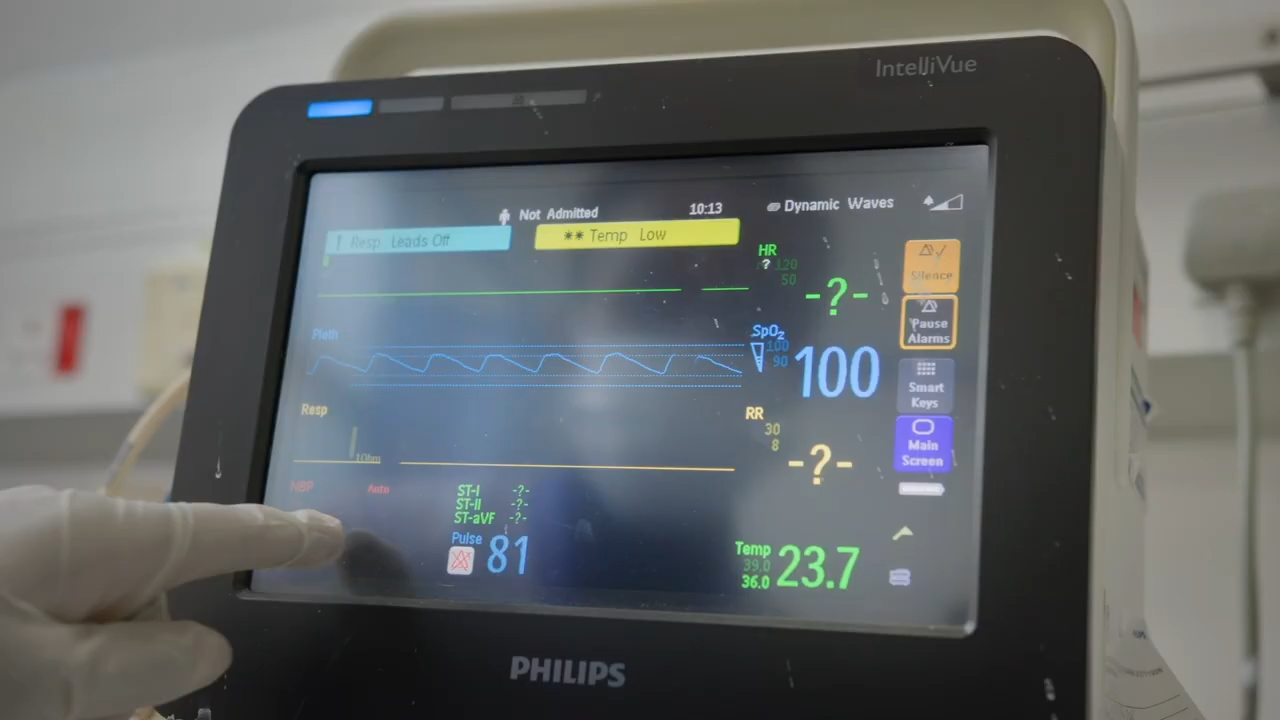 IntelliVue
Not Admitted 10:13 Dynamic Waves
Resp Leads Off
** Temp Low
HR
? 120
50
-?-
Silence
Pause
Alarms
Pleth
SpO₂
100
90
100
Smart
Keys
Resp
1Ohm
RR
30
8
-?-
Main
Screen
NBP Auto
ST-I -?-
ST-II -?-
ST-aVF -?-
Pulse
81
Temp
39.0
36.0
23.7
PHILIPS